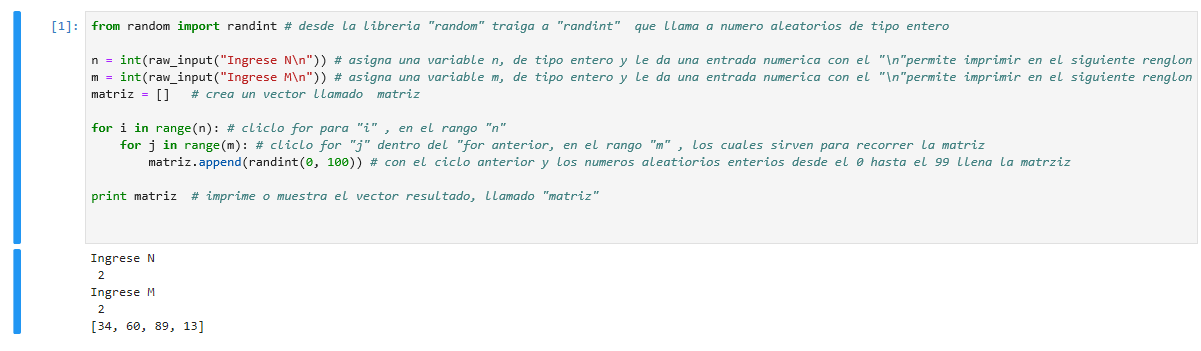 [1]: from random import randint # desde la libreria "random" traiga a "randint"  que llama a numero aleatorios de tipo entero
n = int(raw_input("Ingrese N\n")) # asigna una variable n, de tipo entero y le da una entrada numerica con el "\n"permite imprimir en el siguiente renglon
m = int(raw_input("Ingrese M\n")) # asigna una variable m, de tipo entero y le da una entrada numerica con el "\n"permite imprimir en el siguiente renglon
matriz = []   # crea un vector llamado  matriz
for i in range(n): # cliclo for para "i" , en el rango "n"
    for j in range(m): # cliclo for "j" dentro del "for anterior, en el rango "m" , los cuales sirven para recorrer la matriz
        matriz.append(randint(0, 100)) # con el ciclo anterior y los numeros aleatiorios enterios desde el 0 hasta el 99 llena la matrziz
print matriz  # imprime o muestra el vector resultado, llamado "matriz"
Ingrese N
 2
Ingrese M
 2
[34, 60, 89, 13]